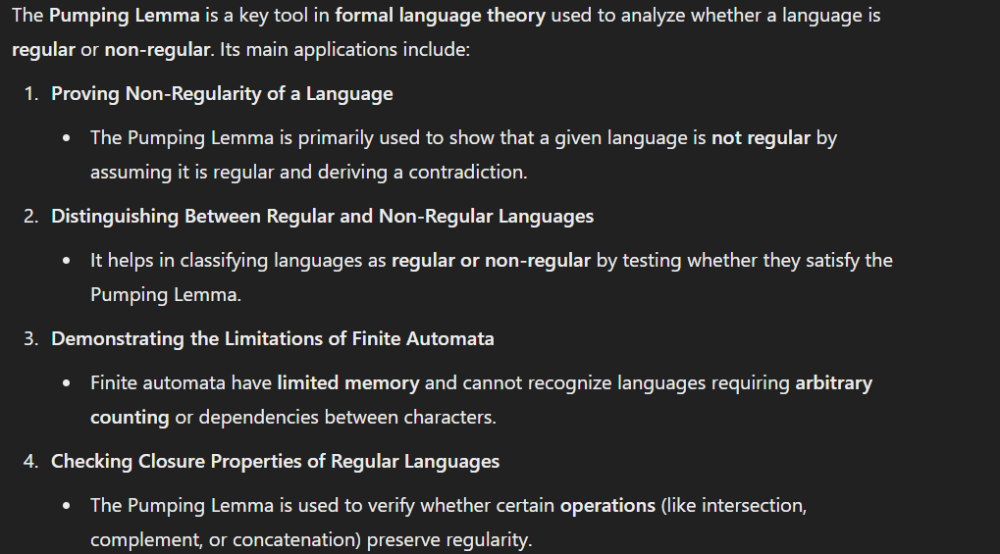 The Pumping Lemma is a key tool in formal language theory used to analyze whether a language is
regular or non-regular. Its main applications include:
1. Proving Non-Regularity of a Language
• The Pumping Lemma is primarily used to show that a given language is not regular by
assuming it is regular and deriving a contradiction.
2. Distinguishing Between Regular and Non-Regular Languages
• It helps in classifying languages as regular or non-regular by testing whether they satisfy the
Pumping Lemma.
3. Demonstrating the Limitations of Finite Automata
• Finite automata have limited memory and cannot recognize languages requiring arbitrary
counting or dependencies between characters.
4. Checking Closure Properties of Regular Languages
• The Pumping Lemma is used to verify whether certain operations (like intersection,
complement, or concatenation) preserve regularity.